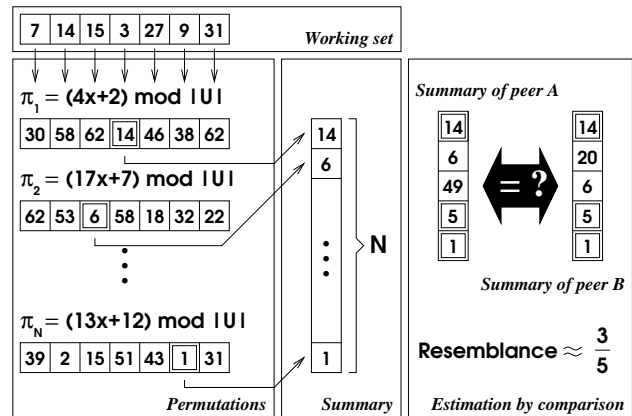 7 14 15 3 27 9 31
Working set
π1 = (4x+2) mod |U|
30 58 62 14 46 38 62
π2 = (17x+7) mod |U|
62 53 6 58 18 32 22
πN = (13x+12) mod |U|
39 2 15 51 43 1 31
Permutations
14
6
1
N
Summary
Summary of peer A
14 14
6 20
49 = ? 6
5 5
1 1
Summary of peer B
Resemblance ≈ 3/5
Estimation by comparison